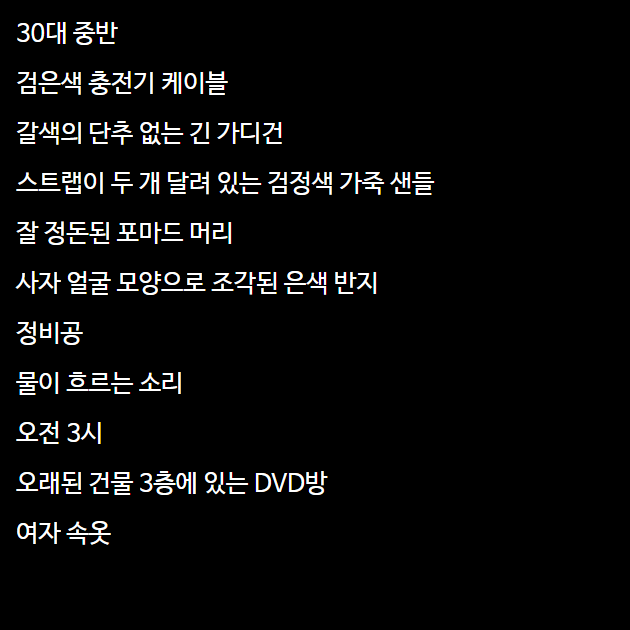 30대 중반
검은색 충전기 케이블
갈색의 단추 없는 긴 가디건
스트랩이 두 개 달려 있는 검정색 가죽 샌들
잘 정돈된 포마드 머리
사자 얼굴 모양으로 조각된 은색 반지
정비공
물이 흐르는 소리
오전 3시
오래된 건물 3층에 있는 DVD방
여자 속옷